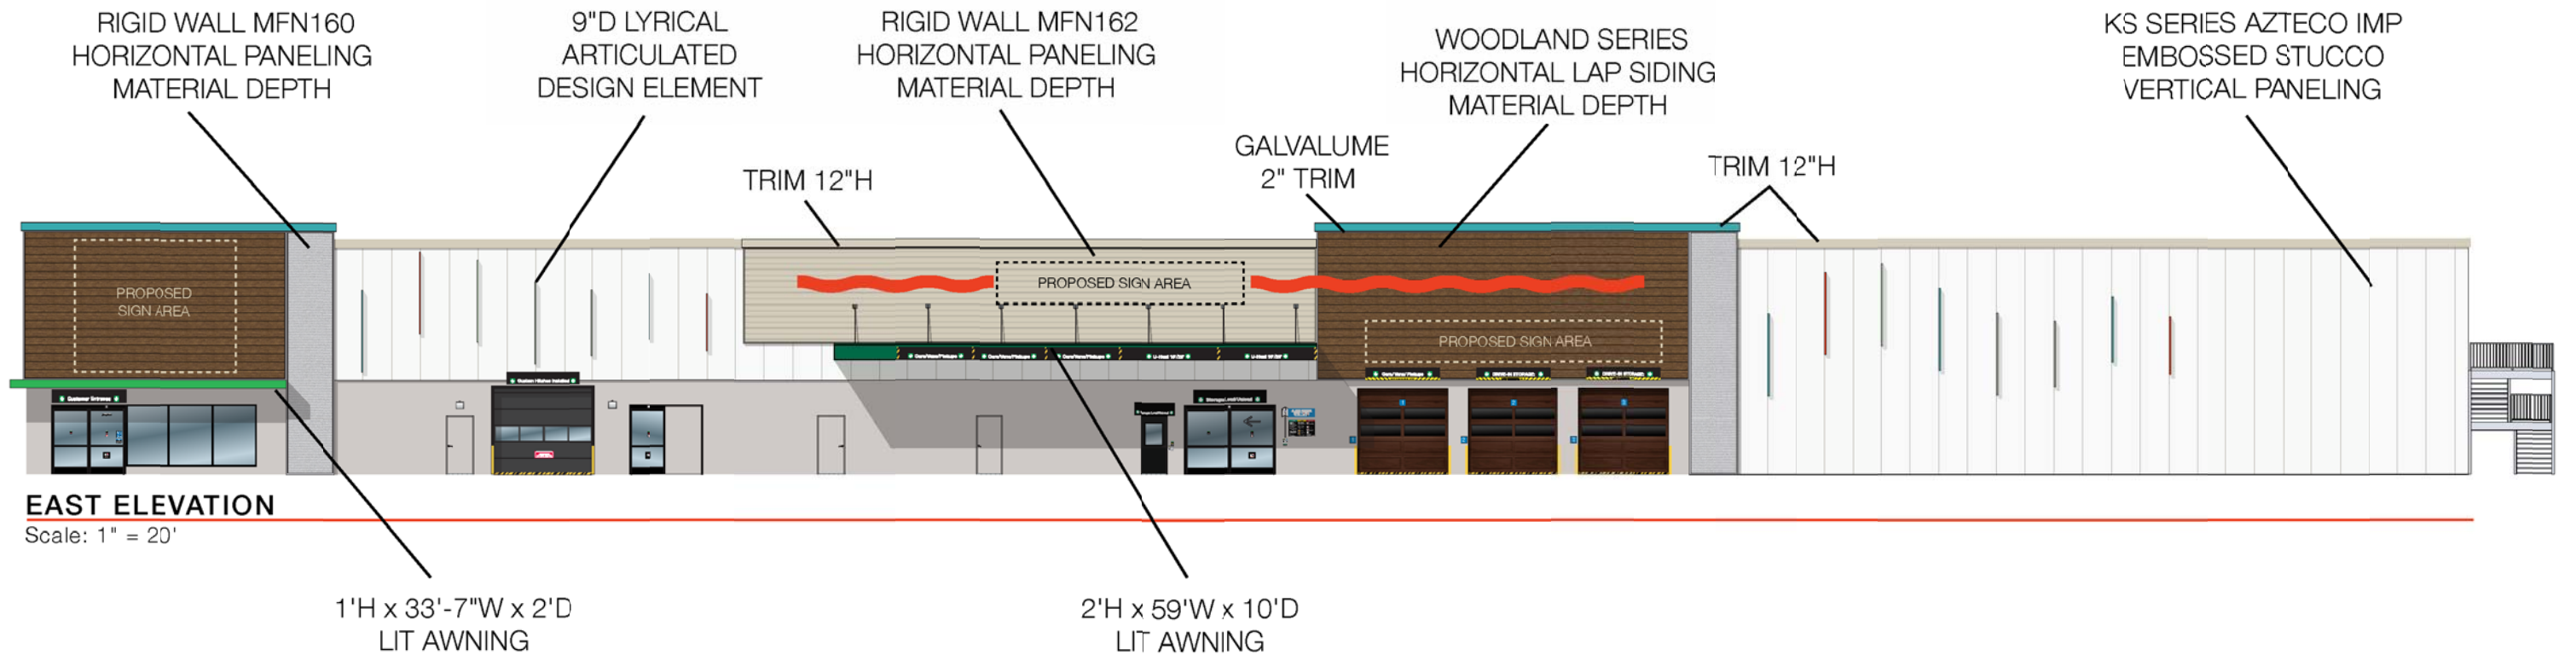 RIGID WALL MFN160
HORIZONTAL PANELING
MATERIAL DEPTH
9"D LYRICAL
ARTICULATED
DESIGN ELEMENT
RIGID WALL MFN162
HORIZONTAL PANELING
MATERIAL DEPTH
WOODLAND SERIES
HORIZONTAL LAP SIDING
MATERIAL DEPTH
KS SERIES AZTECO IMP
EMBOSSED STUCCO
VERTICAL PANELING
TRIM 12"H
GALVALUME
2" TRIM
TRIM 12"H
PROPOSED
SIGN AREA
PROPOSED SIGN AREA
PROPOSED SIGN AREA
Customer Entrance
EAST ELEVATION
Scale: 1" = 20'
1'H x 33'-7"W x 2'D
LIT AWNING
2'H x 59'W x 10'D
LIT AWNING